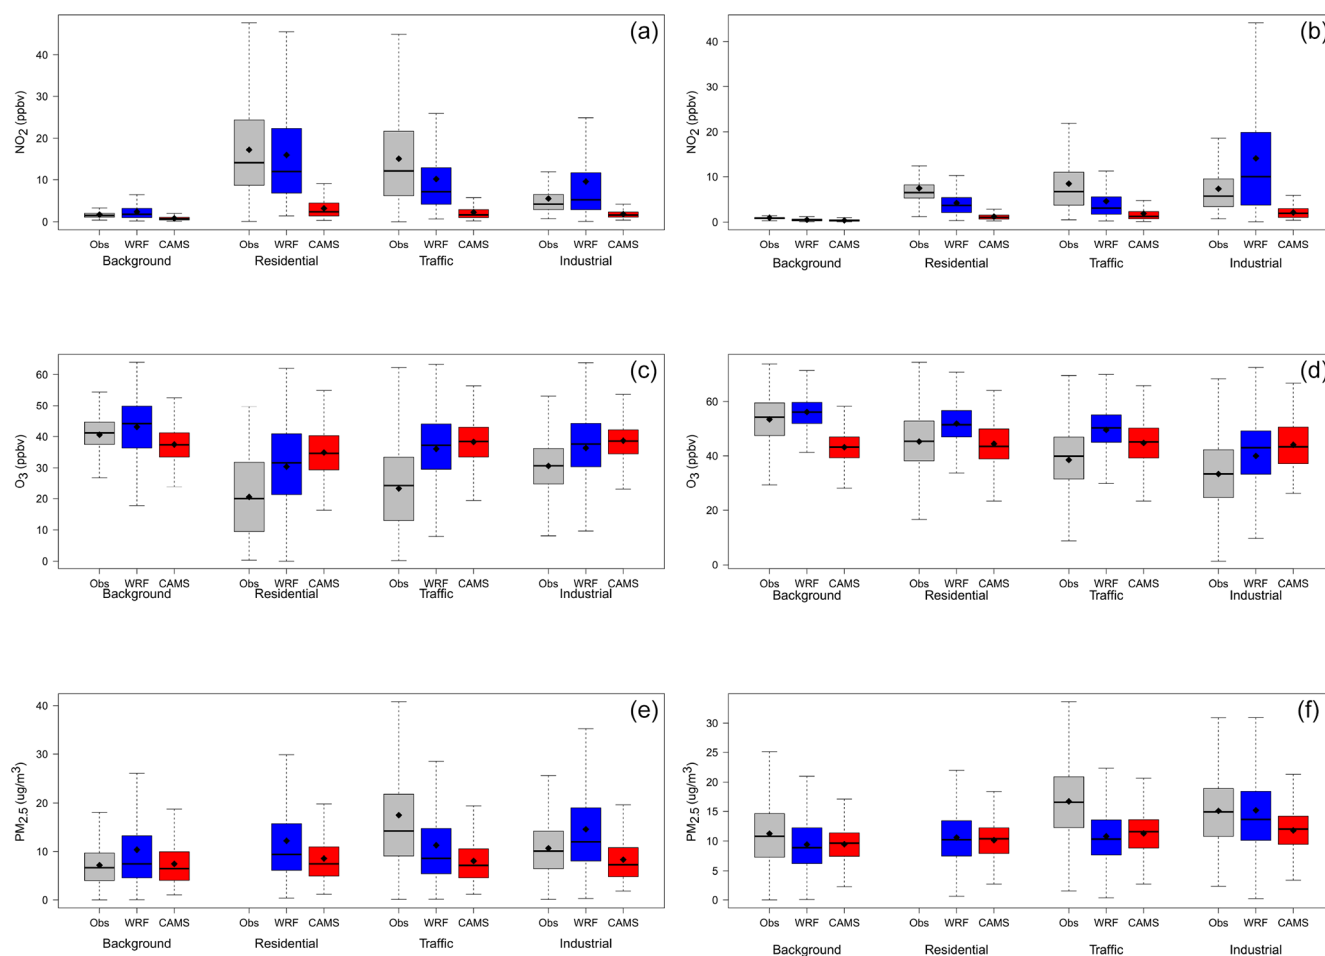 (a)
NO2 (ppbv)
40
30
20
10
0
Obs WRF CAMS Obs WRF CAMS Obs WRF CAMS Obs WRF CAMS
Background Residential Traffic Industrial
(b)
NO2 (ppbv)
40
30
20
10
0
Obs WRF CAMS Obs WRF CAMS Obs WRF CAMS Obs WRF CAMS
Background Residential Traffic Industrial
(c)
O3 (ppbv)
60
50
40
30
20
10
0
Obs WRF CAMS Obs WRF CAMS Obs WRF CAMS Obs WRF CAMS
Background Residential Traffic Industrial
(d)
O3 (ppbv)
60
40
20
0
Obs WRF CAMS Obs WRF CAMS Obs WRF CAMS Obs WRF CAMS
Background Residential Traffic Industrial
(e)
PM2.5 (ug/m3)
40
30
20
10
0
Obs WRF CAMS Obs WRF CAMS Obs WRF CAMS Obs WRF CAMS
Background Residential Traffic Industrial
(f)
PM2.5 (ug/m3)
30
25
20
15
10
5
0
Obs WRF CAMS Obs WRF CAMS Obs WRF CAMS Obs WRF CAMS
Background Residential Traffic Industrial